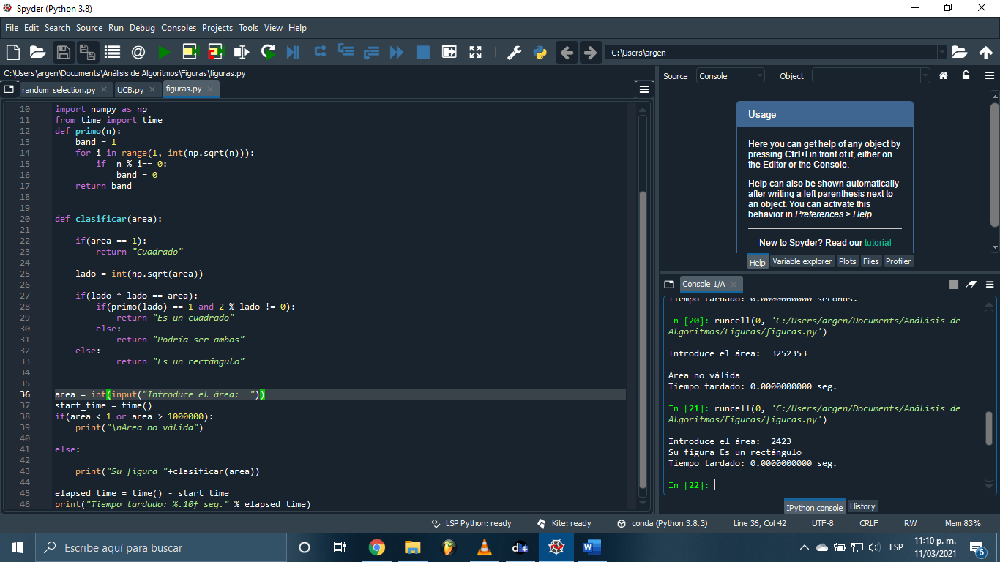 Spyder (Python 3.8)
File Edit Search Source Run Debug Consoles Projects Tools View Help
C:\Users\argen
C:\Users\argen\Documents\Análisis de Algoritmos\Figuras\figuras.py
random_selection.py UCB.py figuras.py
10 import numpy as np
11 from time import time
12 def primo(n):
13     band = 1
14     for i in range(1, int(np.sqrt(n))):
15         if  n % i== 0:
16             band = 0
17     return band
18
19
20 def clasificar(area):
21
22     if(area == 1):
23         return "Cuadrado"
24
25     lado = int(np.sqrt(area))
26
27     if(lado * lado == area):
28         if(primo(lado) == 1 and 2 % lado != 0):
29             return "Es un cuadrado"
30         else:
31             return "Podría ser ambos"
32     else:
33             return "Es un rectángulo"
34
35
36 area = int(input("Introduce el área:  "))
37 start_time = time()
38 if(area < 1 or area > 1000000):
39     print("\nArea no válida")
40
41 else:
42
43     print("Su figura "+clasificar(area))
44
45 elapsed_time = time() - start_time
46 print("Tiempo tardado: %.10f seg." % elapsed_time)
Source Console Object
Usage
Here you can get help of any object by
pressing Ctrl+I in front of it, either on
the Editor or the Console.
Help can also be shown automatically
after writing a left parenthesis next to
an object. You can activate this
behavior in Preferences > Help.
New to Spyder? Read our tutorial
Help Variable explorer Plots Files Profiler
Console 1/A
Tiempo tardado: 0.0000000000 seconds.
In [20]: runcell(0, 'C:/Users/argen/Documents/Análisis de
Algoritmos/Figuras/figuras.py')
Introduce el área:  3252353
Area no válida
Tiempo tardado: 0.0000000000 seg.
In [21]: runcell(0, 'C:/Users/argen/Documents/Análisis de
Algoritmos/Figuras/figuras.py')
Introduce el área:  2423
Su figura Es un rectángulo
Tiempo tardado: 0.0000000000 seg.
In [22]:
IPython console History
LSP Python: ready Kite: ready conda (Python 3.8.3) Line 36, Col 42 UTF-8 CRLF RW Mem 83%
Escribe aquí para buscar
ESP
11:10 p. m.
11/03/2021
6